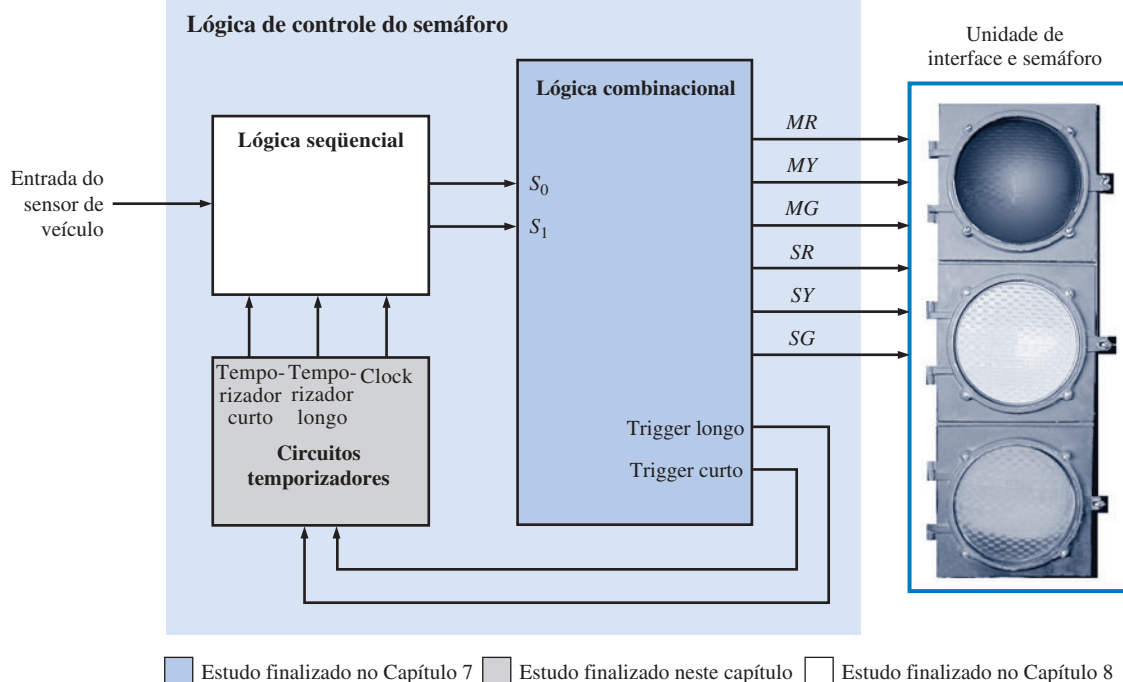 Lógica de controle do semáforo
Unidade de
interface e semáforo
Lógica combinacional
Lógica seqüencial
Entrada do
sensor de
veículo
S0
S1
MR
MY
MG
SR
SY
SG
Tempo-
rizador
curto
Tempo-
rizador
longo
Clock
Circuitos
temporizadores
Trigger longo
Trigger curto
Estudo finalizado no Capítulo 7
Estudo finalizado neste capítulo
Estudo finalizado no Capítulo 8